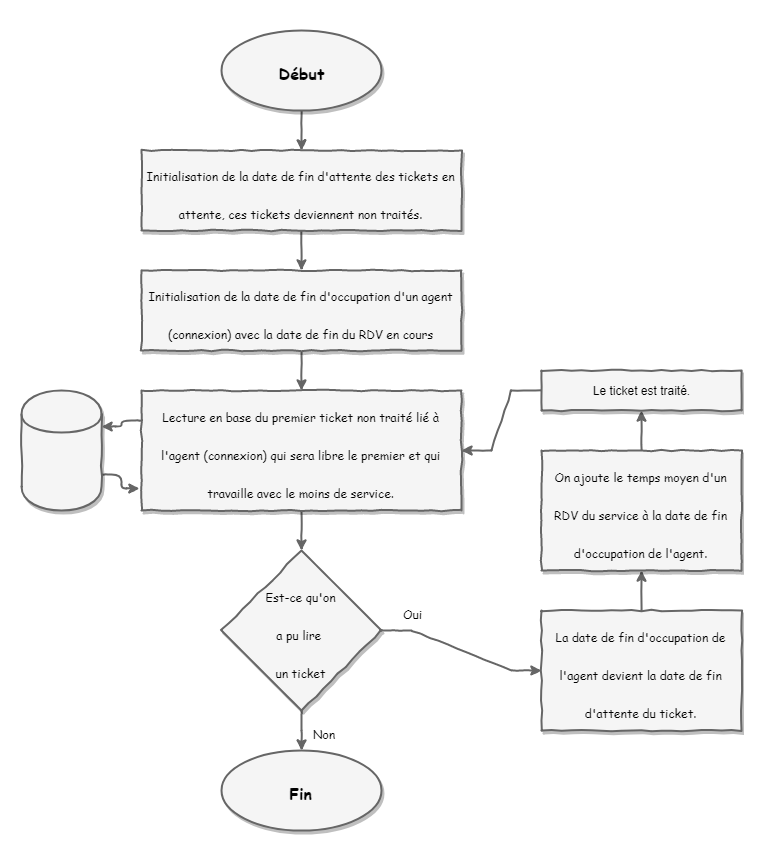 Début
Initialisation de la date de fin d'attente des tickets en
attente, ces tickets deviennent non traités.
Initialisation de la date de fin d'occupation d'un agent
(connexion) avec la date de fin du RDV en cours
Lecture en base du premier ticket non traité lié à
l'agent (connexion) qui sera libre le premier et qui
travaille avec le moins de service.
Est-ce qu'on
a pu lire
un ticket
Oui
La date de fin d'occupation de
l'agent devient la date de fin
d'attente du ticket.
On ajoute le temps moyen d'un
RDV du service à la date de fin
d'occupation de l'agent.
Le ticket est traité.
Non
Fin